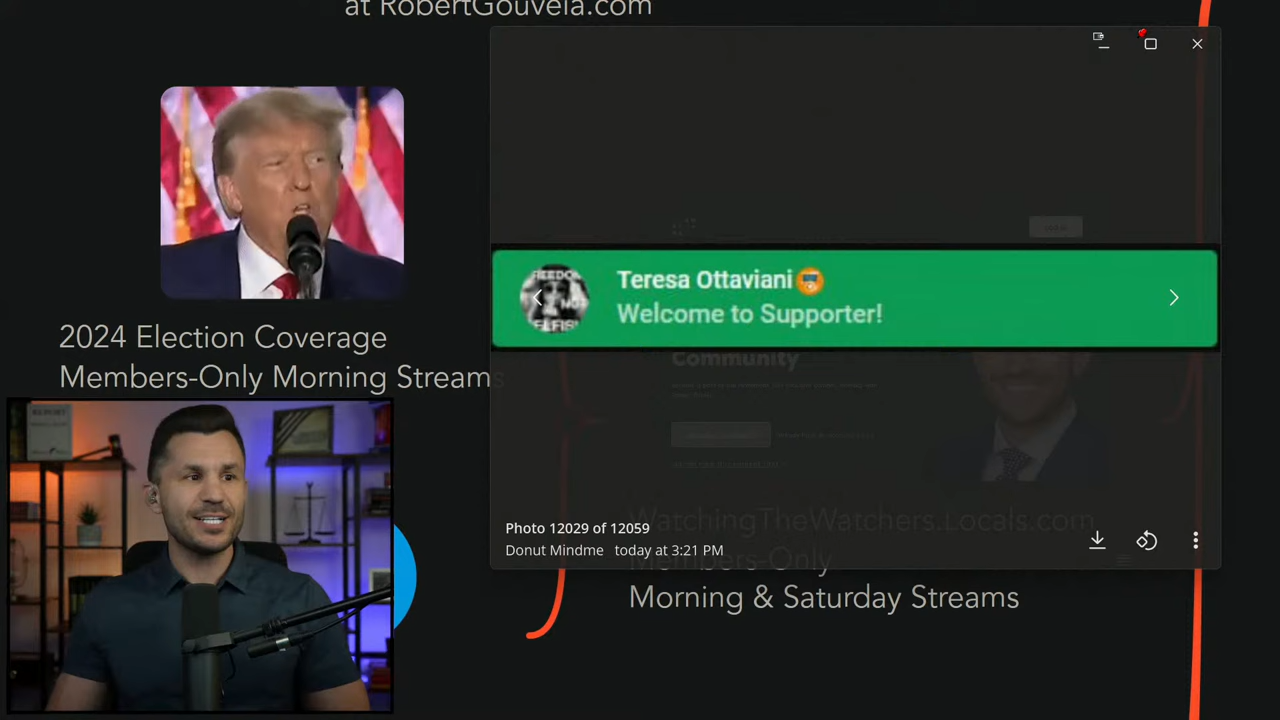 at RobertGouveia.com
2024 Election Coverage
Members-Only Morning Streams
Teresa Ottaviani
Welcome to Supporter!
Community
Photo 12029 of 12059
Donut Mindme today at 3:21 PM
WatchingTheWatchers.Locals.com
Members-Only
Morning & Saturday Streams